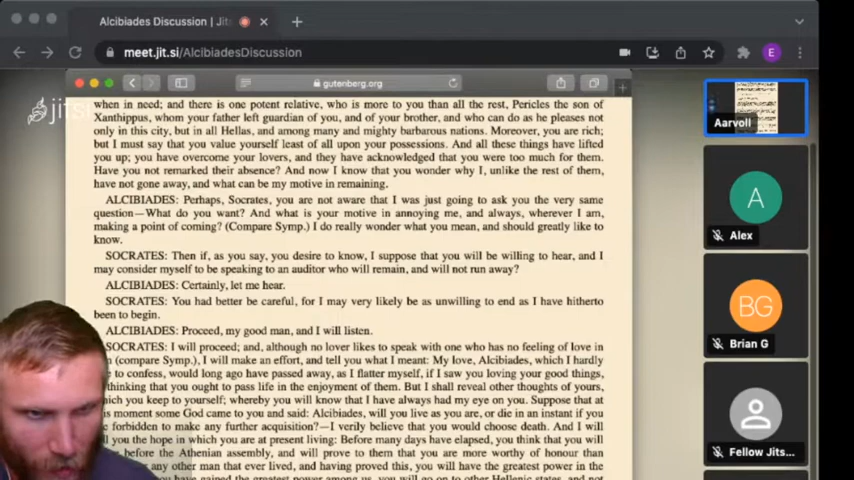 Alcibiades Discussion | Jit
meet.jit.si/AlcibiadesDiscussion
E
gutenberg.org
jitsi
when in need; and there is one potent relative, who is more to you than all the rest, Pericles the son of
Xanthippus, whom your father left guardian of you, and of your brother, and who can do as he pleases not
only in this city, but in all Hellas, and among many and mighty barbarous nations. Moreover, you are rich;
but I must say that you value yourself least of all upon your possessions. And all these things have lifted
you up; you have overcome your lovers, and they have acknowledged that you were too much for them.
Have you not remarked their absence? And now I know that you wonder why I, unlike the rest of them,
have not gone away, and what can be my motive in remaining.
ALCIBIADES: Perhaps, Socrates, you are not aware that I was just going to ask you the very same
question—What do you want? And what is your motive in annoying me, and always, wherever I am,
making a point of coming? (Compare Symp.) I do really wonder what you mean, and should greatly like to
know.
SOCRATES: Then if, as you say, you desire to know, I suppose that you will be willing to hear, and I
may consider myself to be speaking to an auditor who will remain, and will not run away?
ALCIBIADES: Certainly, let me hear.
SOCRATES: You had better be careful, for I may very likely be as unwilling to end as I have hitherto
been to begin.
ALCIBIADES: Proceed, my good man, and I will listen.
SOCRATES: I will proceed; and, although no lover likes to speak with one who has no feeling of love in
(compare Symp.), I will make an effort, and tell you what I meant: My love, Alcibiades, which I hardly
to confess, would long ago have passed away, as I flatter myself, if I saw you loving your good things,
thinking that you ought to pass life in the enjoyment of them. But I shall reveal other thoughts of yours,
which you keep to yourself; whereby you will know that I have always had my eye on you. Suppose that at
is moment some God came to you and said: Alcibiades, will you live as you are, or die in an instant if you
forbidden to make any further acquisition?—I verily believe that you would choose death. And I will
you the hope in which you are at present living: Before many days have elapsed, you think that you will
before the Athenian assembly, and will prove to them that you are more worthy of honour than
any other man that ever lived, and having proved this, you will have the greatest power in the
you have gained the greatest power among us, you will go on to other Hellenic states, and not
Aarvoll
A
Alex
BG
Brian G
Fellow Jits...